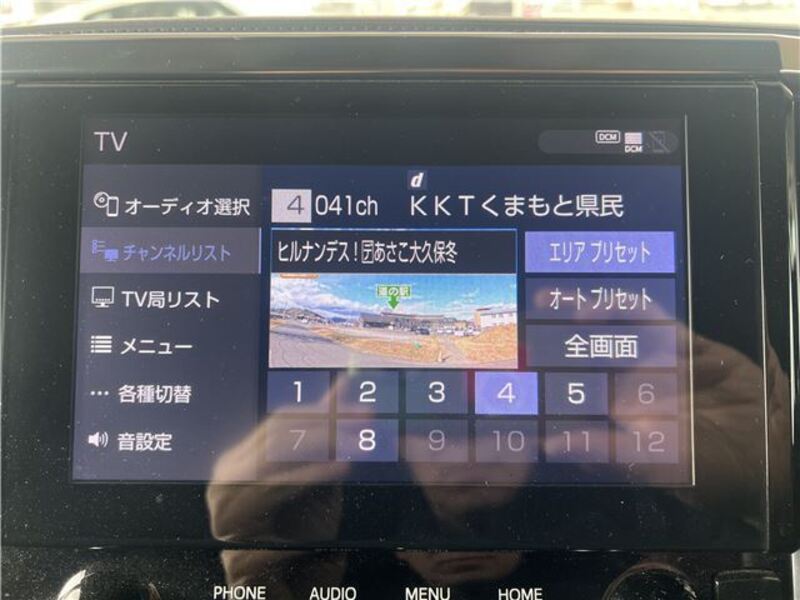 TV
DCM
DCM
オーディオ選択
チャンネルリスト
TV局リスト
メニュー
各種切替
音設定
d
4 041ch KKTくまもと県民
ヒルナンデス!🈓あさこ大久保冬
道の駅
エリア プリセット
オート プリセット
全画面
1 2 3 4 5 6
7 8 9 10 11 12
PHONE AUDIO MENU HOME